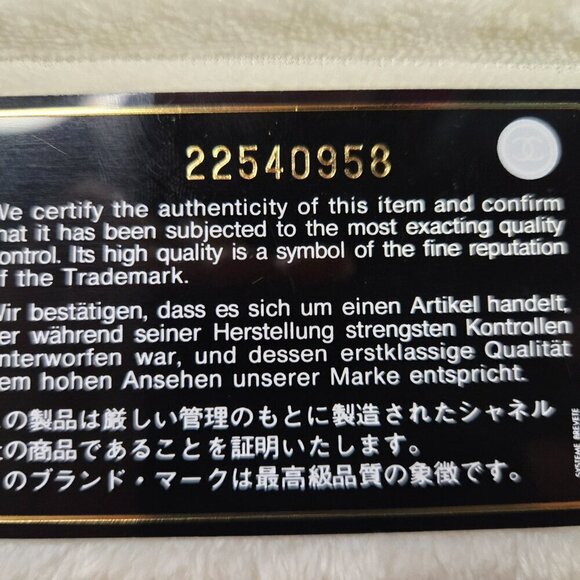 22540958
We certify the authenticity of this item and confirm
that it has been subjected to the most exacting quality
control. Its high quality is a symbol of the fine reputation
of the Trademark.
Wir bestätigen, dass es sich um einen Artikel handelt,
der während seiner Herstellung strengsten Kontrollen
unterworfen war, und dessen erstklassige Qualität
dem hohen Ansehen unserer Marke entspricht.
の製品は厳しい管理のもとに製造されたシャネル
の商品であることを証明いたします。
のブランド・マークは最高級品質の象徴です。
SYSTEME BREVETE